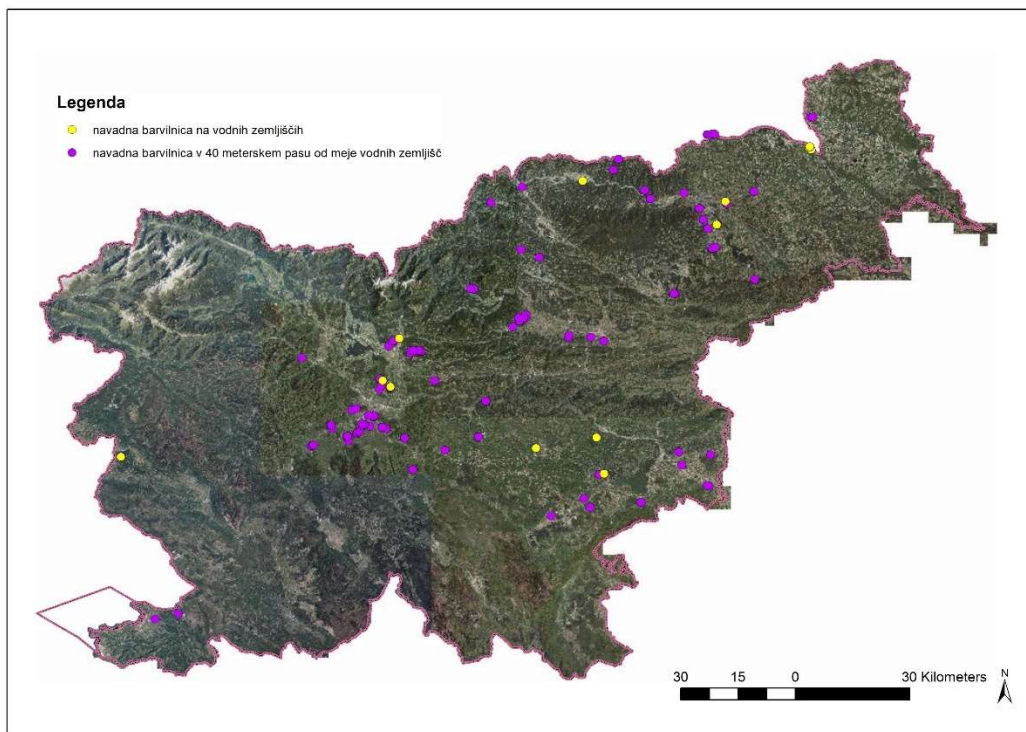 Legenda
navadna barvilnica na vodnih zemljiščih
navadna barvilnica v 40 meterskem pasu od meje vodnih zemljišč
30 15 0 30 Kilometers
N